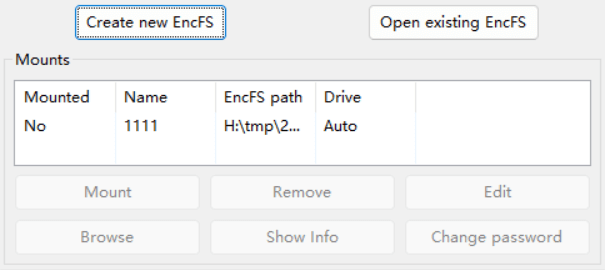 Create new EncFS Open existing EncFS
Mounts
Mounted Name EncFS path Drive
No 1111 H:\tmp\2... Auto
Mount Remove Edit
Browse Show Info Change password